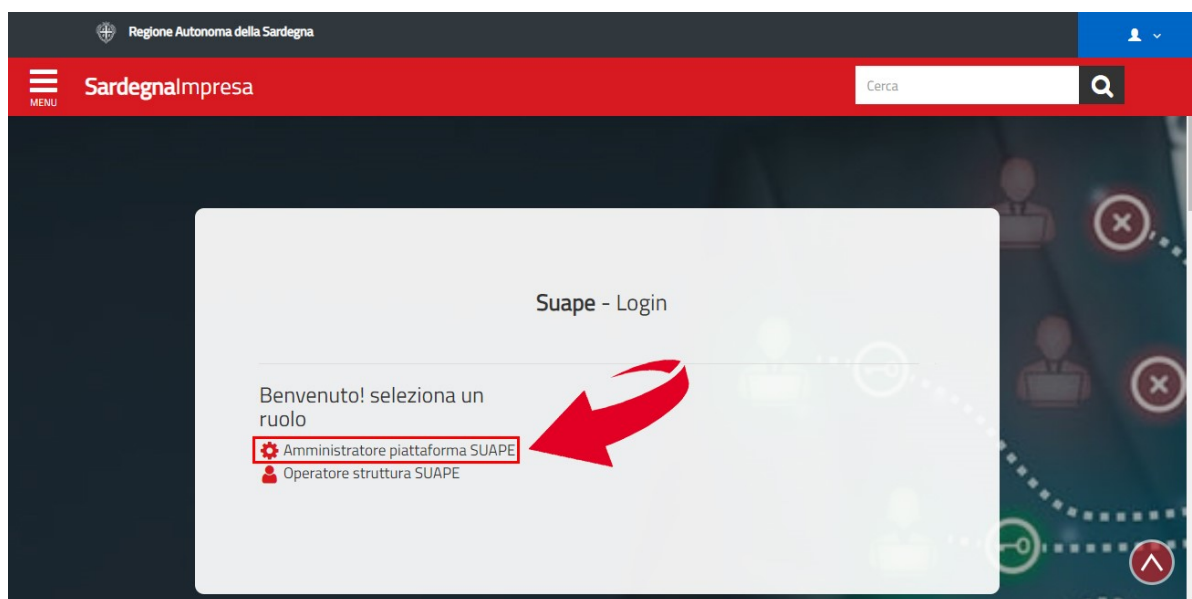 Regione Autonoma della Sardegna
MENU
SardegnaImpresa
Cerca
Suape - Login
Benvenuto! seleziona un
ruolo
Amministratore piattaforma SUAPE
Operatore struttura SUAPE